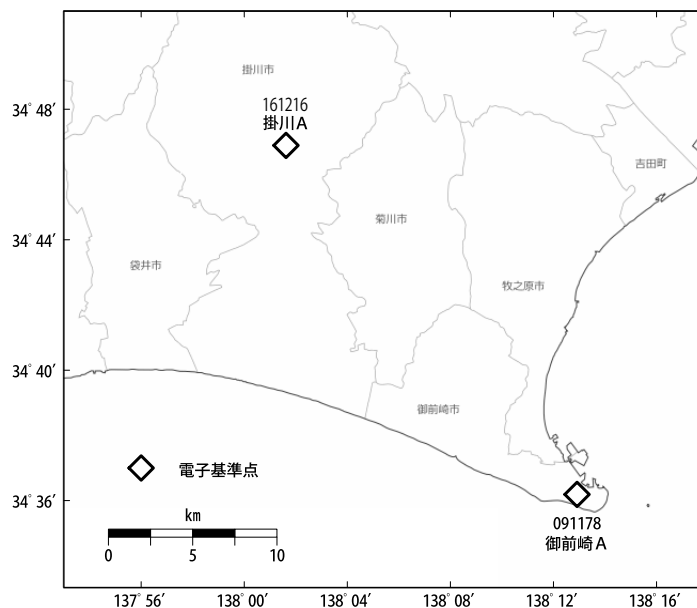 掛川市
34° 48′
161216
掛川A
吉田町
菊川市
34° 44′
袋井市
牧之原市
34° 40′
御前崎市
電子基準点
34° 36′
km
0 5 10
091178
御前崎A
137° 56′ 138° 00′ 138° 04′ 138° 08′ 138° 12′ 138° 16′